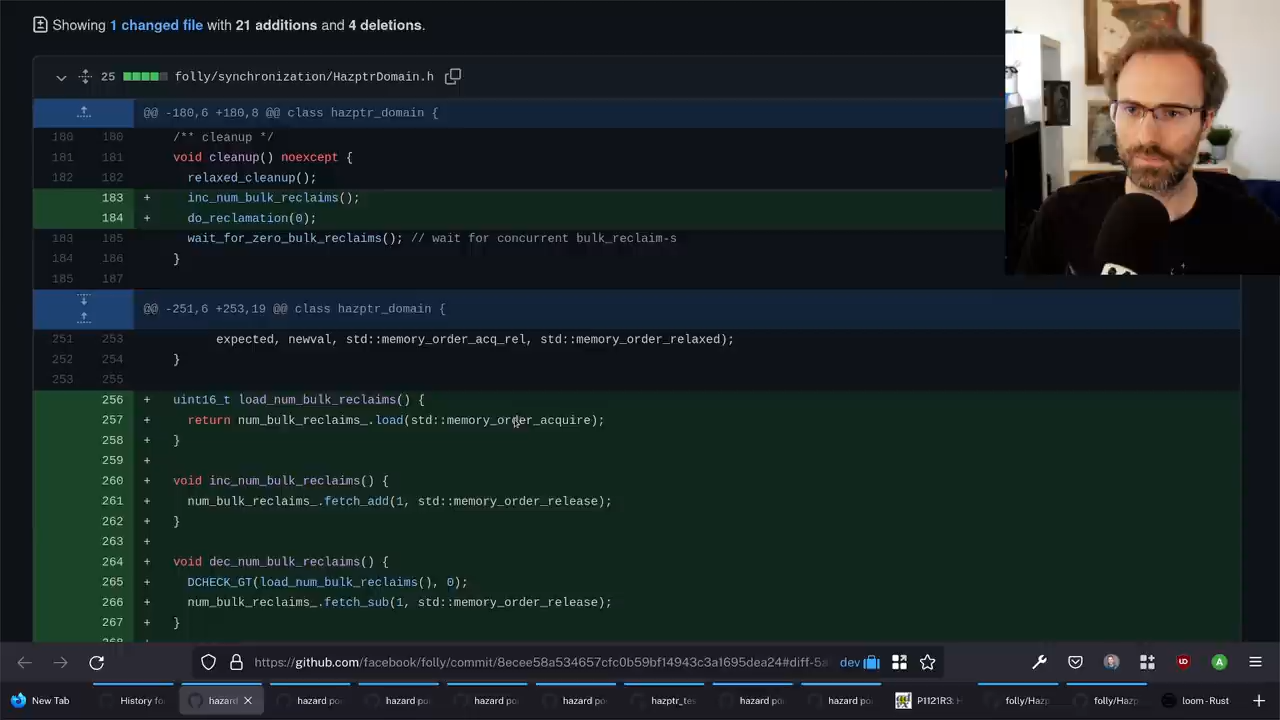 Showing 1 changed file with 21 additions and 4 deletions.
25 folly/synchronization/HazptrDomain.h
@@ -180,6 +180,8 @@ class hazptr_domain {
180 180 /** cleanup */
181 181 void cleanup() noexcept {
182 182 relaxed_cleanup();
183 + inc_num_bulk_reclaims();
184 + do_reclamation(0);
183 185 wait_for_zero_bulk_reclaims(); // wait for concurrent bulk_reclaim-s
184 186 }
185 187
@@ -251,6 +253,19 @@ class hazptr_domain {
251 253 expected, newval, std::memory_order_acq_rel, std::memory_order_relaxed);
252 254 }
253 255
256 + uint16_t load_num_bulk_reclaims() {
257 + return num_bulk_reclaims_.load(std::memory_order_acquire);
258 + }
259 +
260 + void inc_num_bulk_reclaims() {
261 + num_bulk_reclaims_.fetch_add(1, std::memory_order_release);
262 + }
263 +
264 + void dec_num_bulk_reclaims() {
265 + DCHECK_GT(load_num_bulk_reclaims(), 0);
266 + num_bulk_reclaims_.fetch_sub(1, std::memory_order_release);
267 + }
268 +
https://github.com/facebook/folly/commit/8ecee58a534657cfc0b59bf14943c3a1695dea24#diff-5a dev
New Tab History fo hazard hazard po hazard po hazard po hazard po hazptr_tes hazard po hazard po P1121R3: H folly/Hazp folly/Hazp loom - Rust